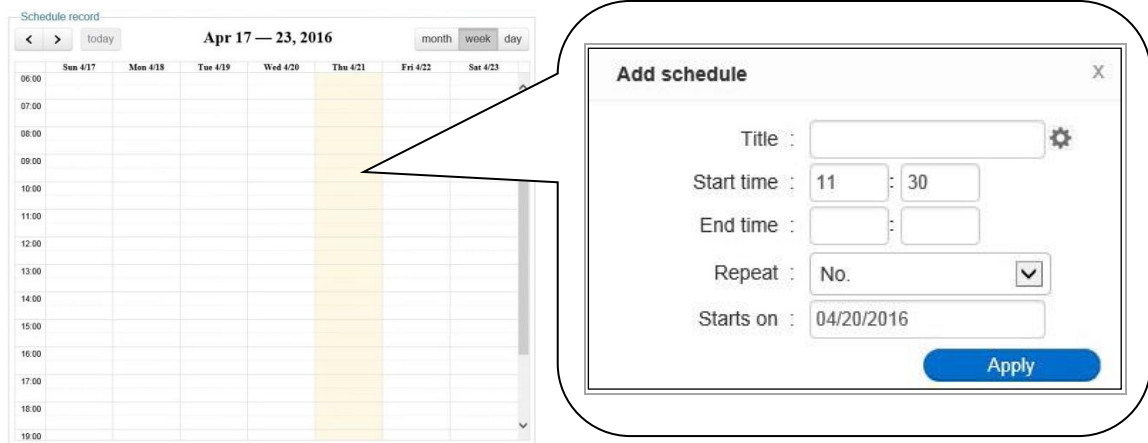 Schedule record
< > today Apr 17 — 23, 2016 month week day
Sun 4/17 Mon 4/18 Tue 4/19 Wed 4/20 Thu 4/21 Fri 4/22 Sat 4/23
06:00
07:00
08:00
09:00
10:00
11:00
12:00
13:00
14:00
15:00
16:00
17:00
18:00
19:00
Add schedule X
Title :
Start time : 11 : 30
End time : :
Repeat : No.
Starts on : 04/20/2016
Apply